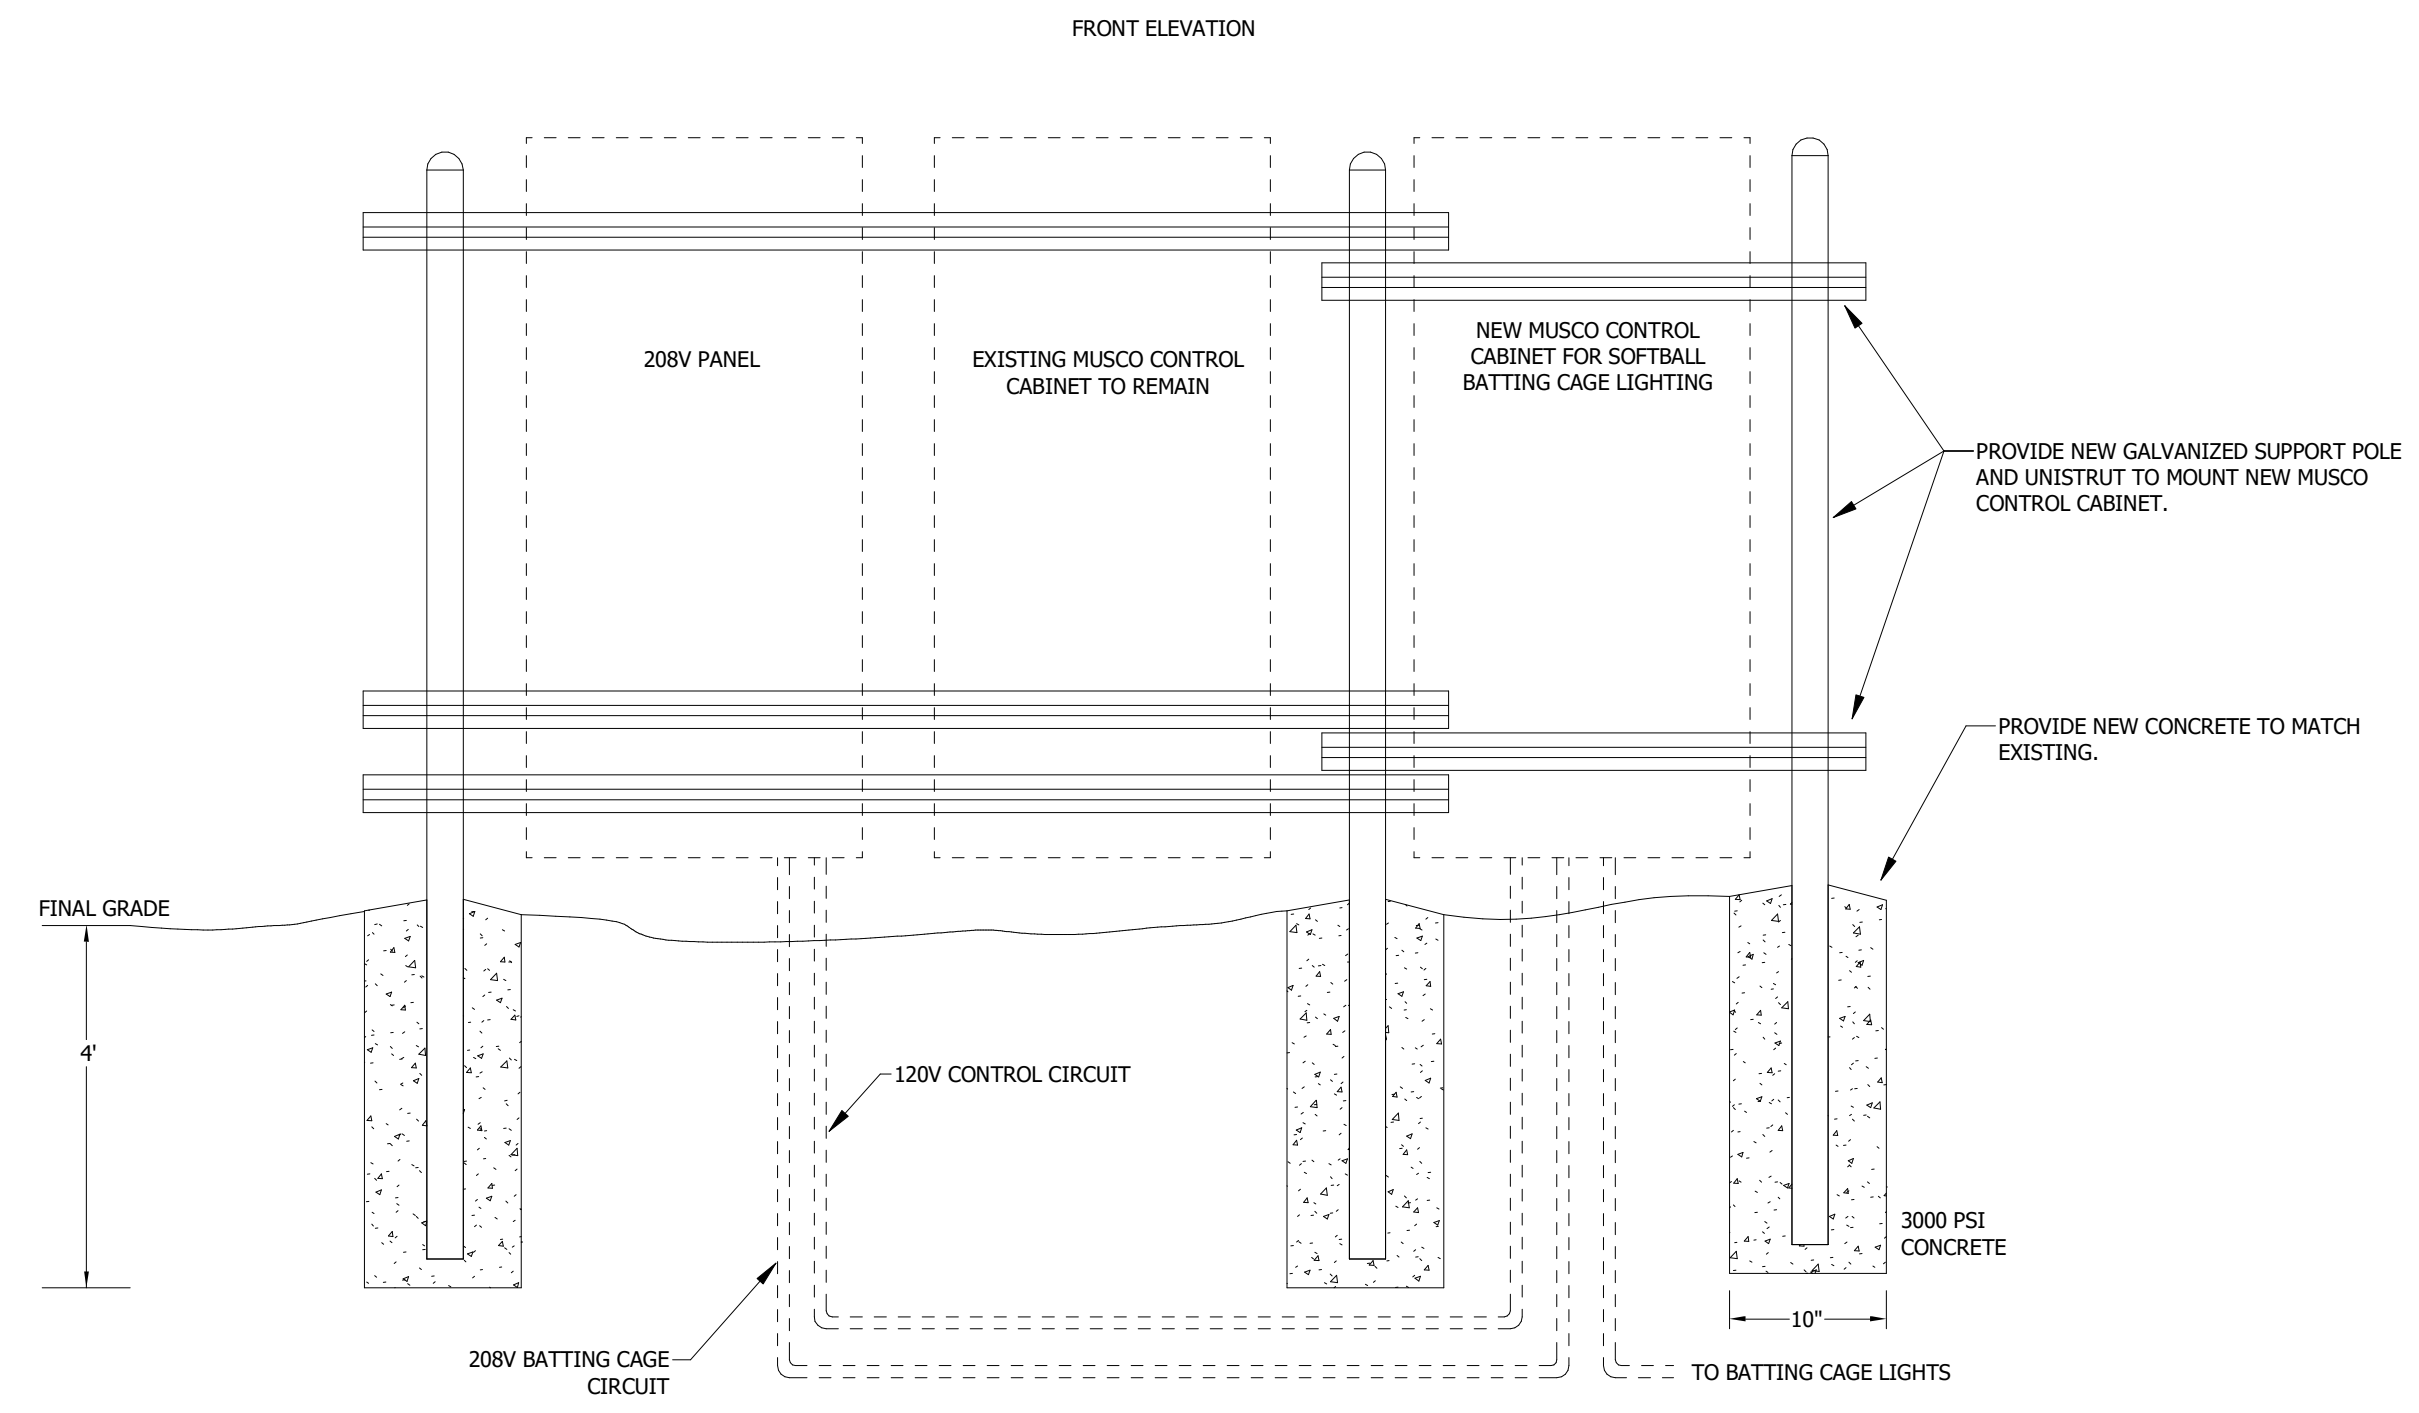 FRONT ELEVATION
208V PANEL
EXISTING MUSCO CONTROL
CABINET TO REMAIN
NEW MUSCO CONTROL
CABINET FOR SOFTBALL
BATTING CAGE LIGHTING
PROVIDE NEW GALVANIZED SUPPORT POLE
AND UNISTRUT TO MOUNT NEW MUSCO
CONTROL CABINET.
PROVIDE NEW CONCRETE TO MATCH
EXISTING.
FINAL GRADE
4'
120V CONTROL CIRCUIT
3000 PSI
CONCRETE
10"
208V BATTING CAGE
CIRCUIT
TO BATTING CAGE LIGHTS